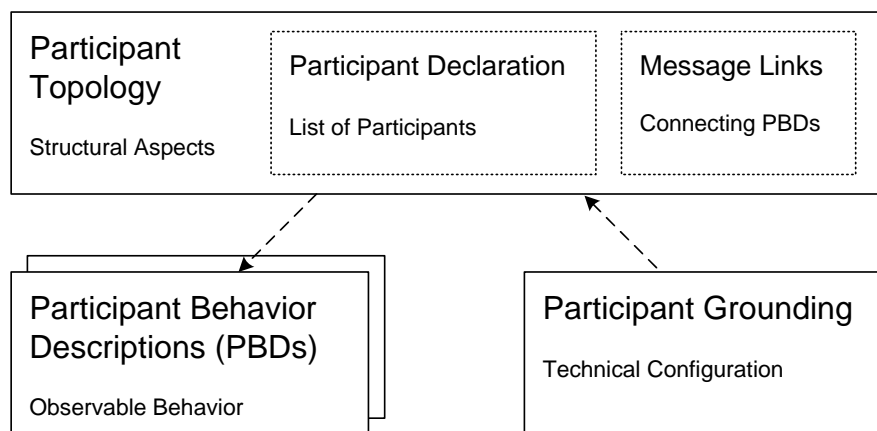 Participant
Topology
Structural Aspects
Participant Declaration
List of Participants
Message Links
Connecting PBDs
Participant Behavior
Descriptions (PBDs)
Observable Behavior
Participant Grounding
Technical Configuration